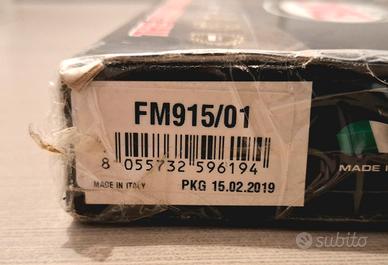 FM915/01
8 055732 596194
MADE IN ITALY PKG 15.02.2019
MADE I
subito